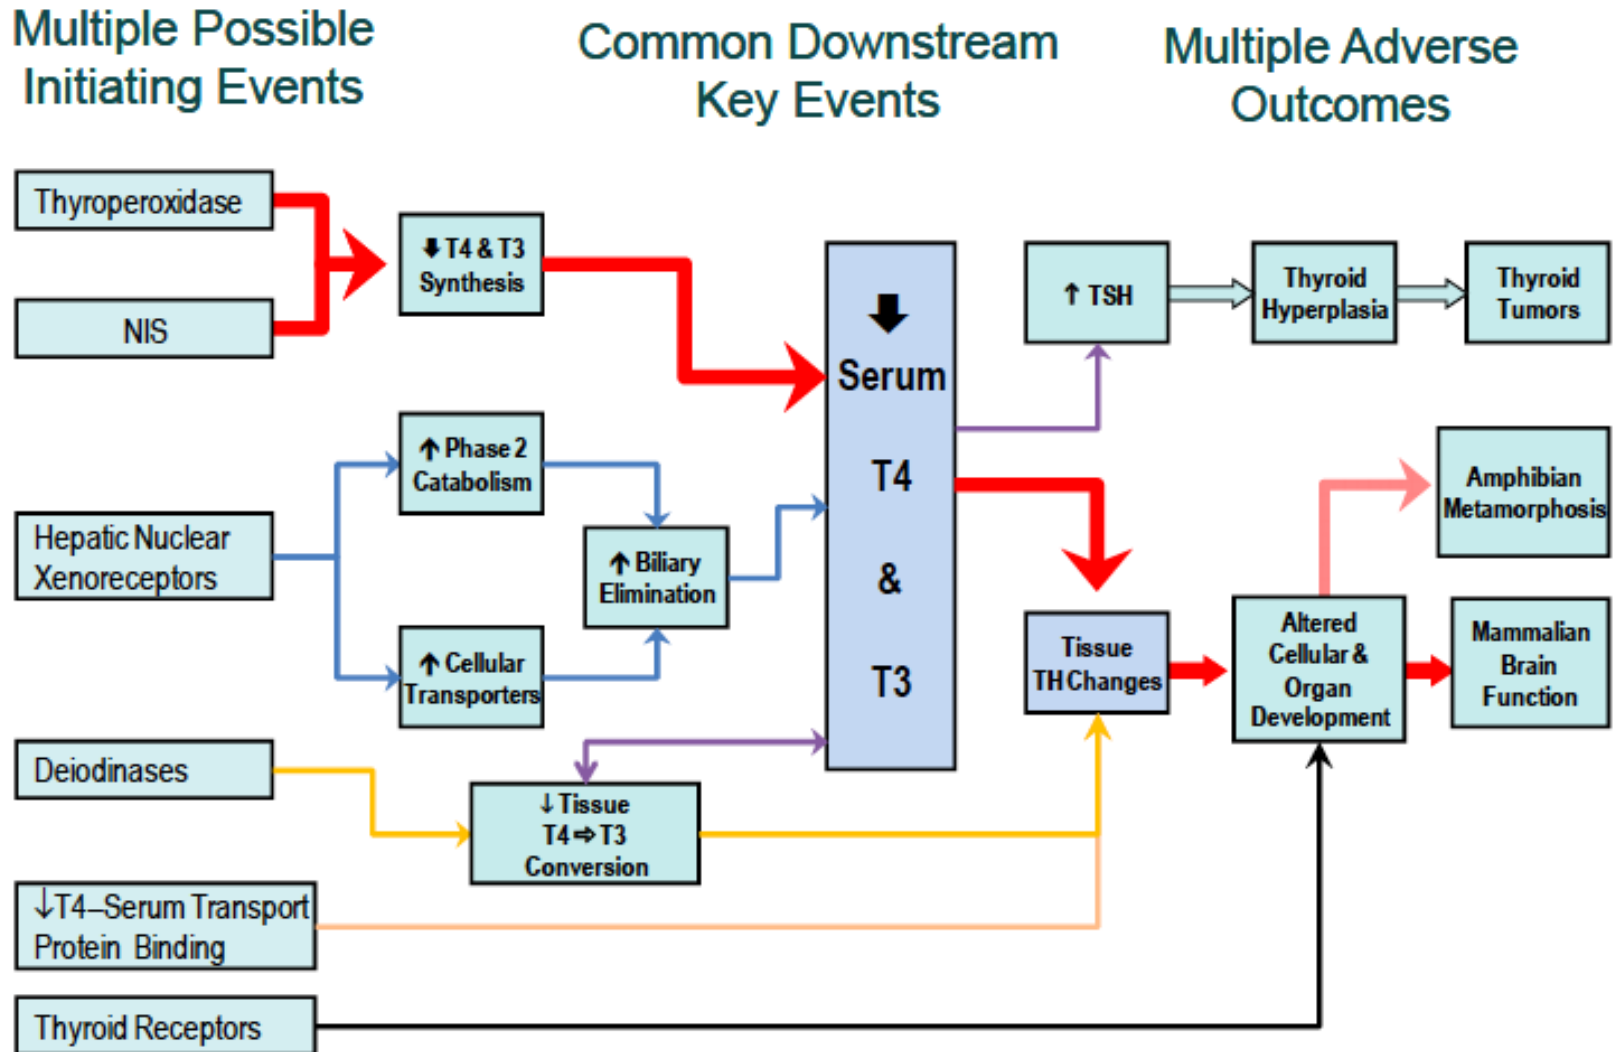 Multiple Possible
Initiating Events
Common Downstream
Key Events
Multiple Adverse
Outcomes
Thyroperoxidase
NIS
Hepatic Nuclear
Xenoreceptors
Deiodinases
↓T4–Serum Transport
Protein Binding
Thyroid Receptors
⬇ T4 & T3
Synthesis
↑ Phase 2
Catabolism
↑ Cellular
Transporters
↑ Biliary
Elimination
↓ Tissue
T4 ⇨ T3
Conversion
⬇
Serum
T4
&
T3
↑ TSH
Thyroid
Hyperplasia
Thyroid
Tumors
Tissue
TH Changes
Altered
Cellular &
Organ
Development
Amphibian
Metamorphosis
Mammalian
Brain
Function